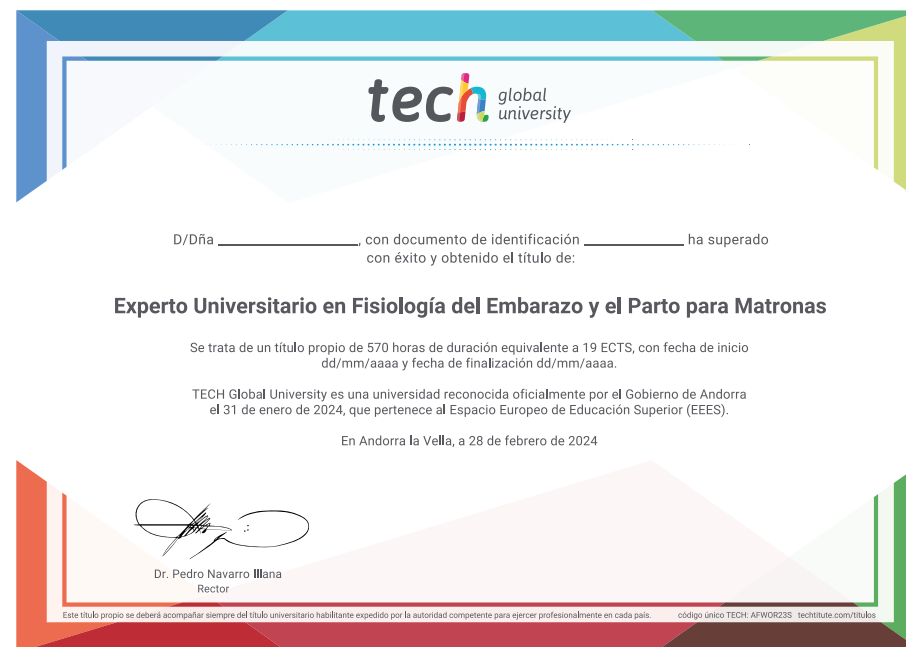 tech global university
D/Dña ____________________, con documento de identificación ______________ ha superado
con éxito y obtenido el título de:
Experto Universitario en Fisiología del Embarazo y el Parto para Matronas
Se trata de un título propio de 570 horas de duración equivalente a 19 ECTS, con fecha de inicio
dd/mm/aaaa y fecha de finalización dd/mm/aaaa.
TECH Global University es una universidad reconocida oficialmente por el Gobierno de Andorra
el 31 de enero de 2024, que pertenece al Espacio Europeo de Educación Superior (EEES).
En Andorra la Vella, a 28 de febrero de 2024
Dr. Pedro Navarro Illana
Rector
Este título propio se deberá acompañar siempre del título universitario habilitante expedido por la autoridad competente para ejercer profesionalmente en cada país. código único TECH: AFWOR23S techtitute.com/titulos